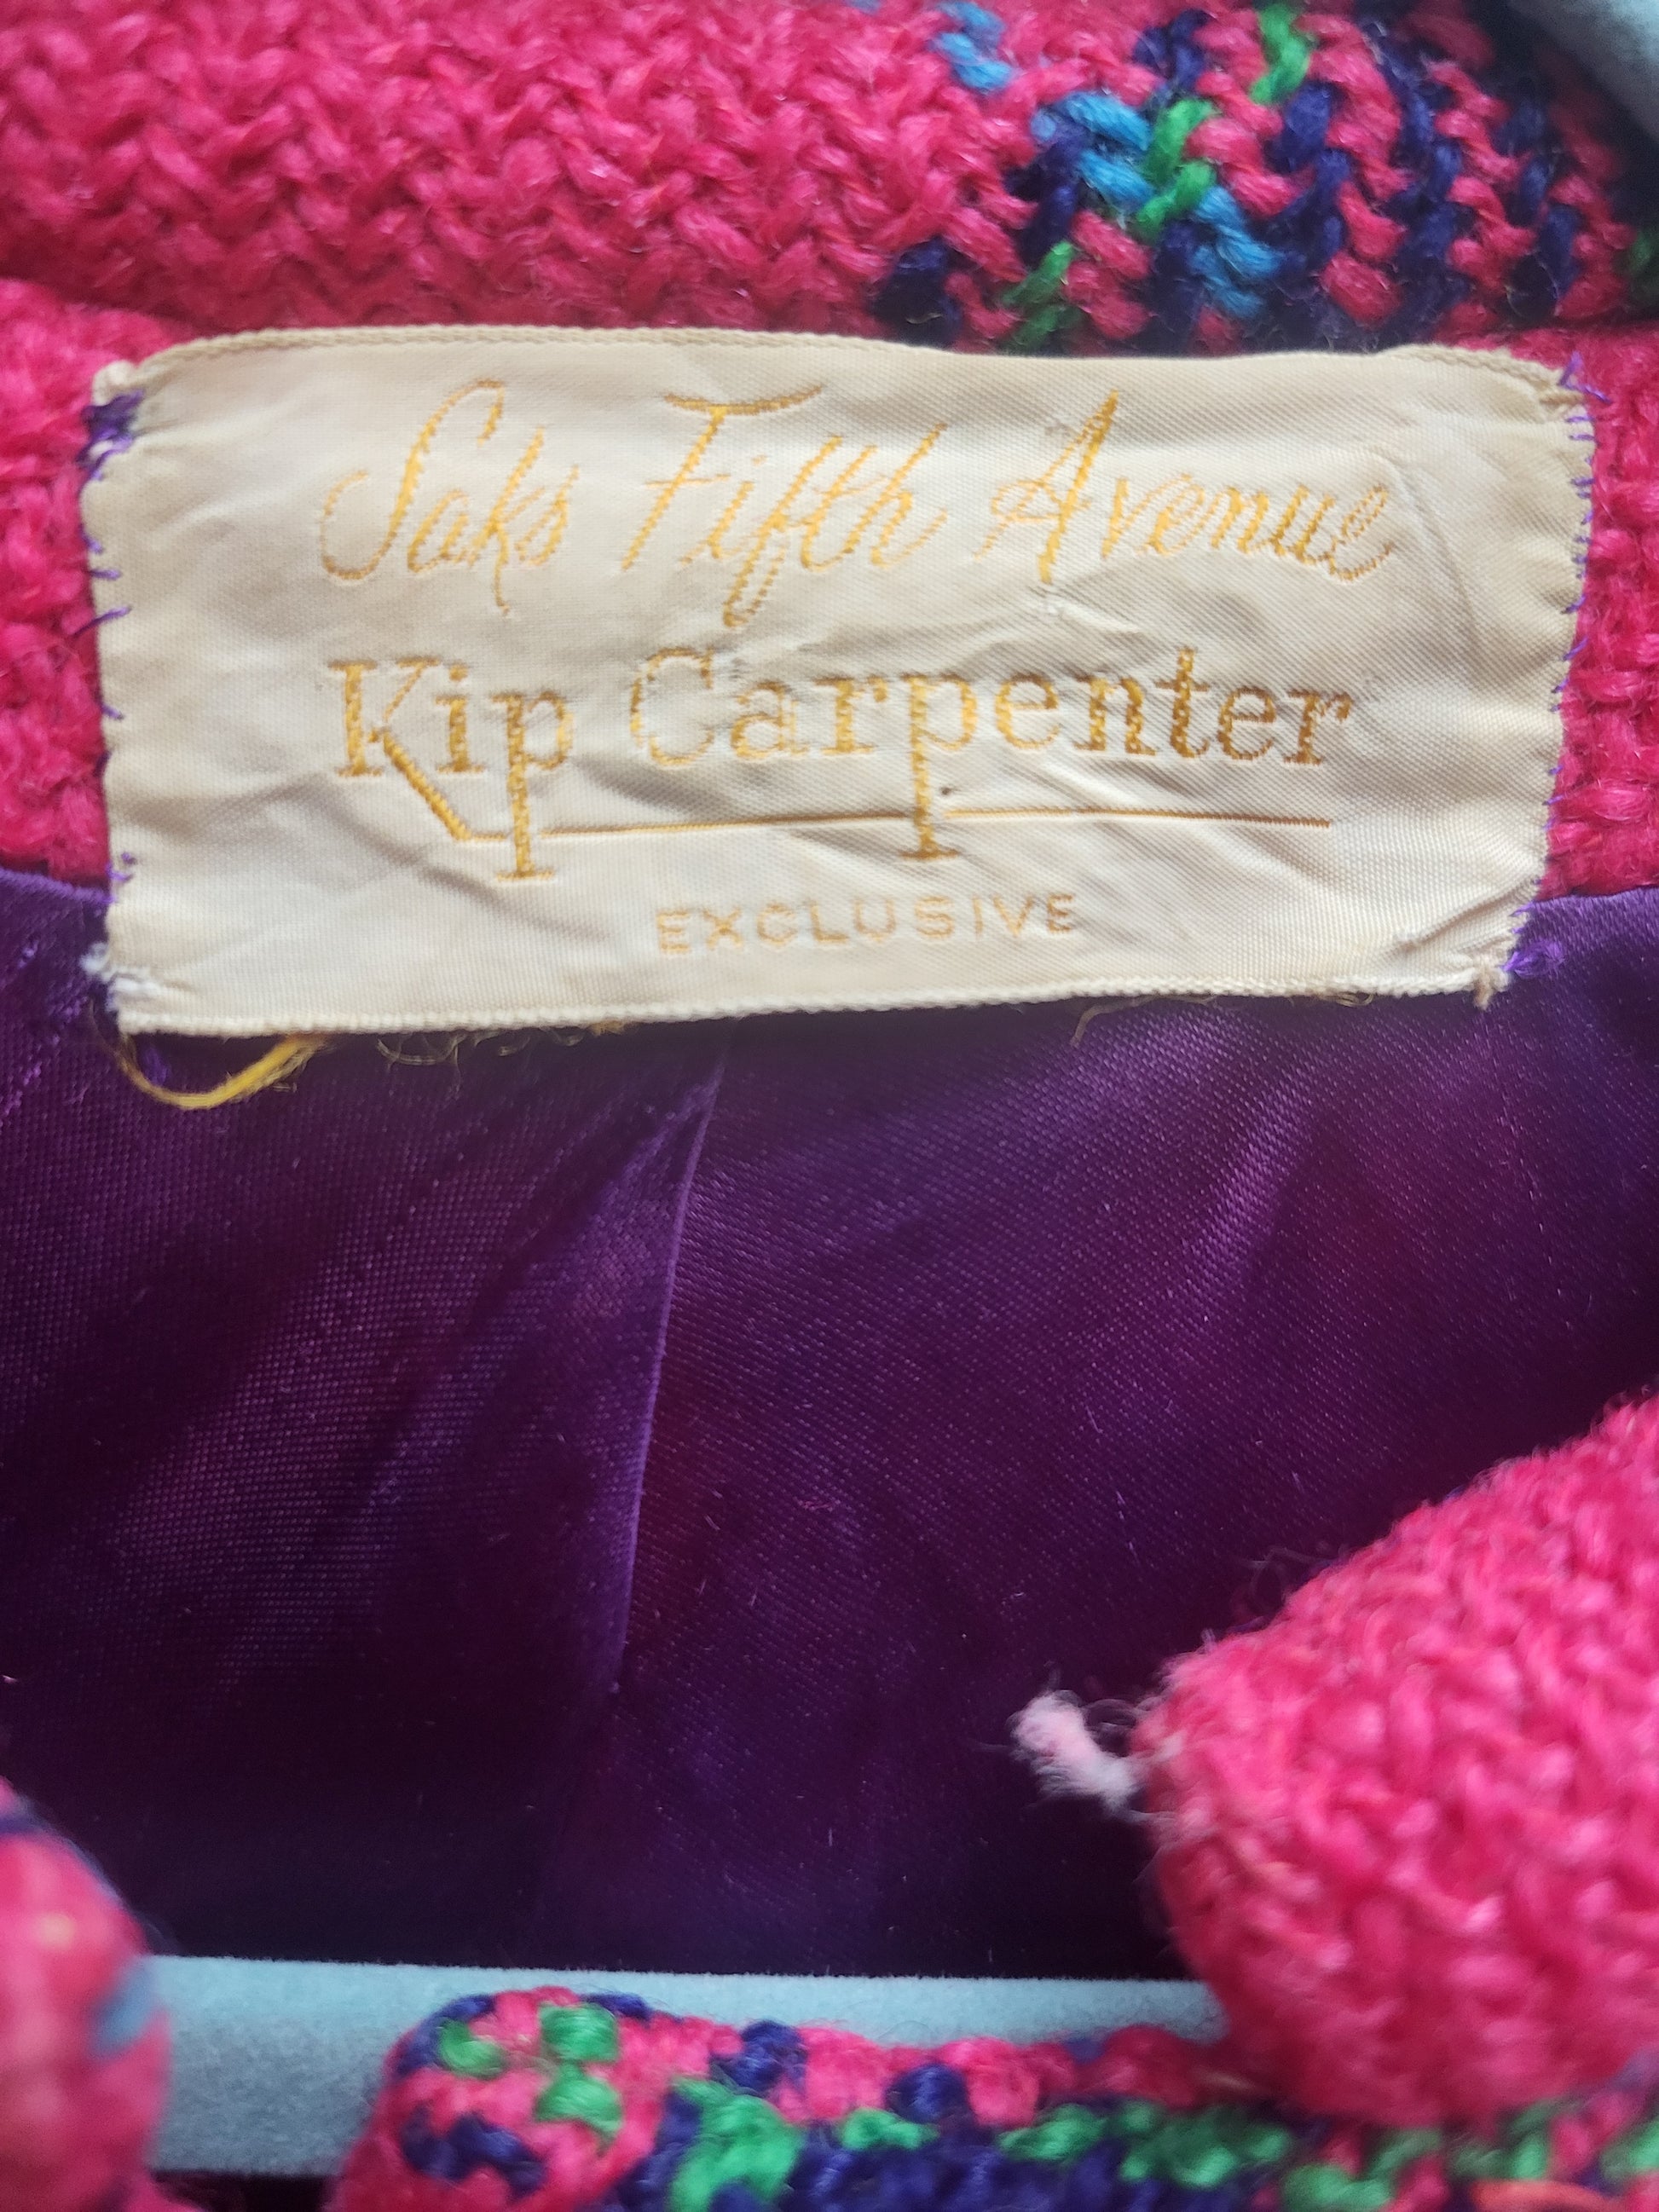 Saks Fifth Avenue
Kip Carpenter
EXCLUSIVE